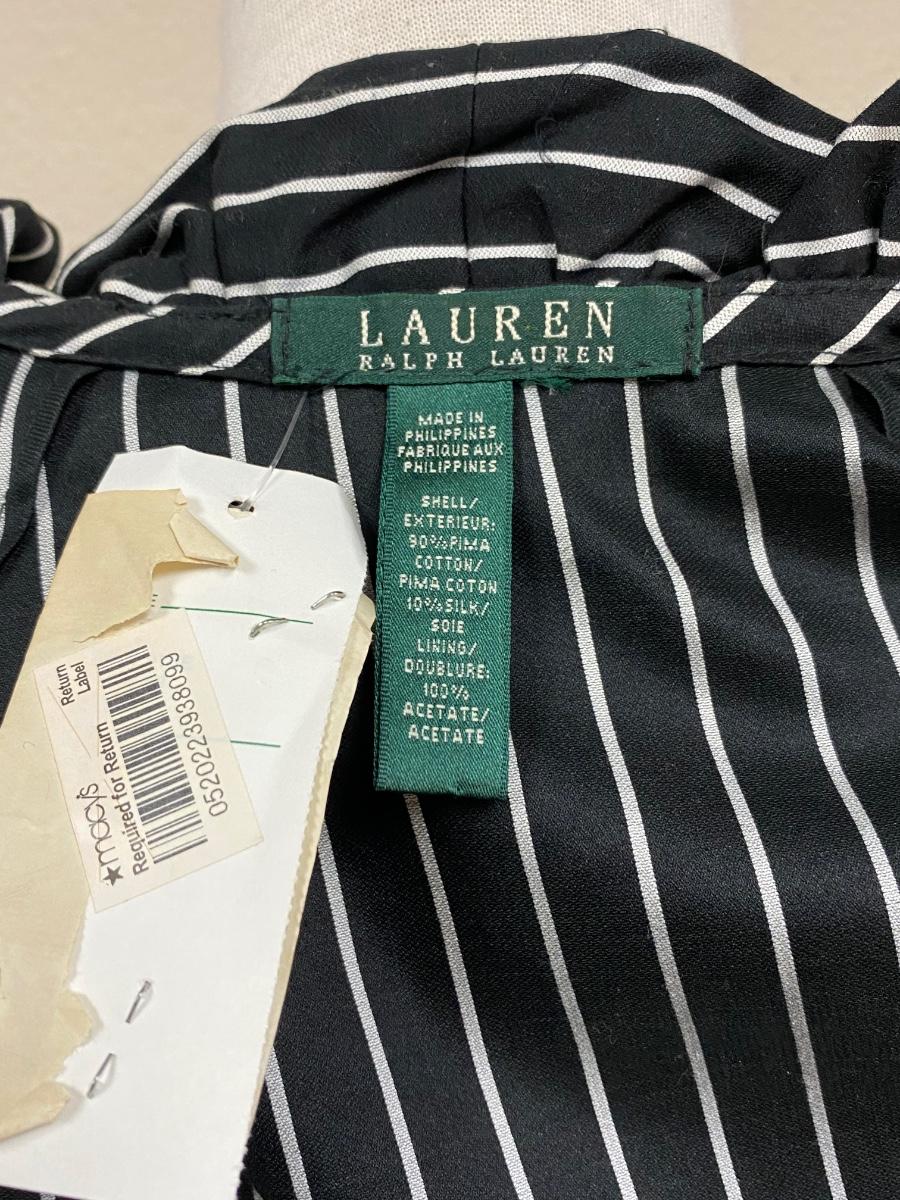 LAUREN
RALPH LAUREN
MADE IN
PHILIPPINES
FABRIQUE AUX
PHILIPPINES
SHELL/
EXTERIEUR:
90% PIMA
COTTON/
PIMA COTON
10% SILK/
SOIE
LINING/
DOUBLURE:
100%
ACETATE/
ACETATE
Return
Label
★macy's
Required for Return
0520223938099